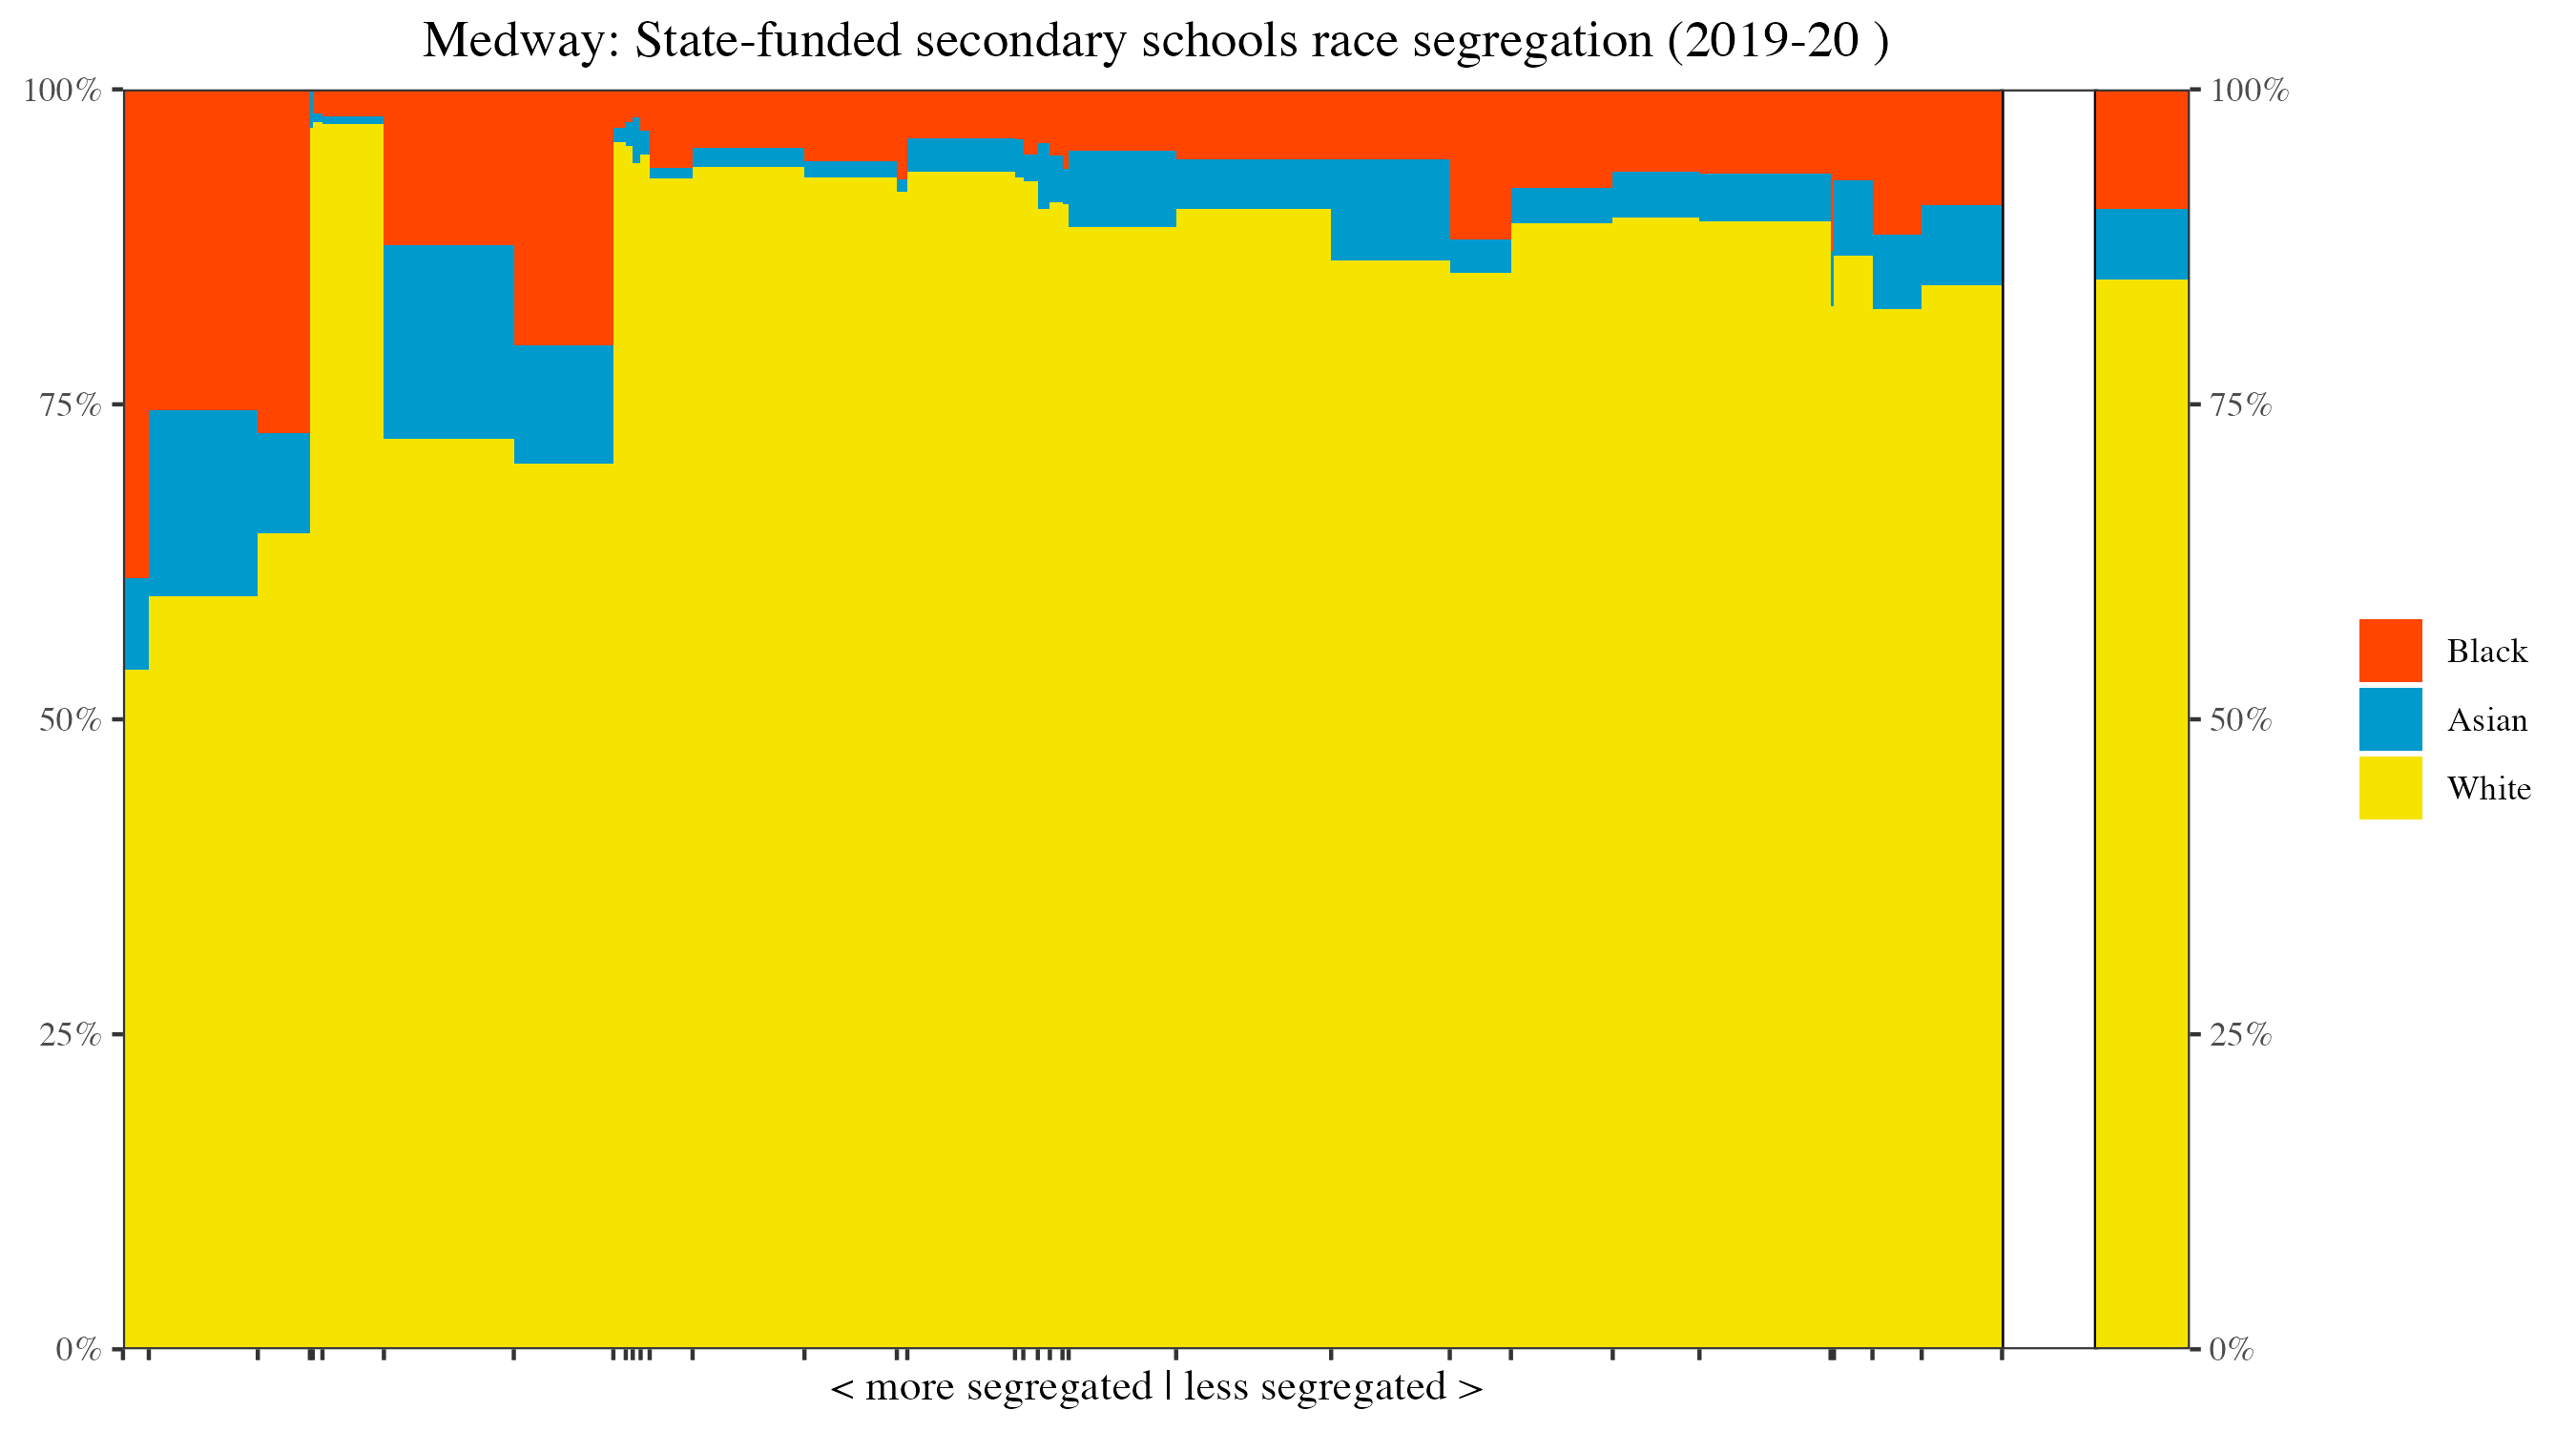 Medway: State-funded secondary schools race segregation (2019-20 )
100%
75%
50%
25%
0%
100%
75%
50%
25%
0%
Black
Asian
White
< more segregated | less segregated >